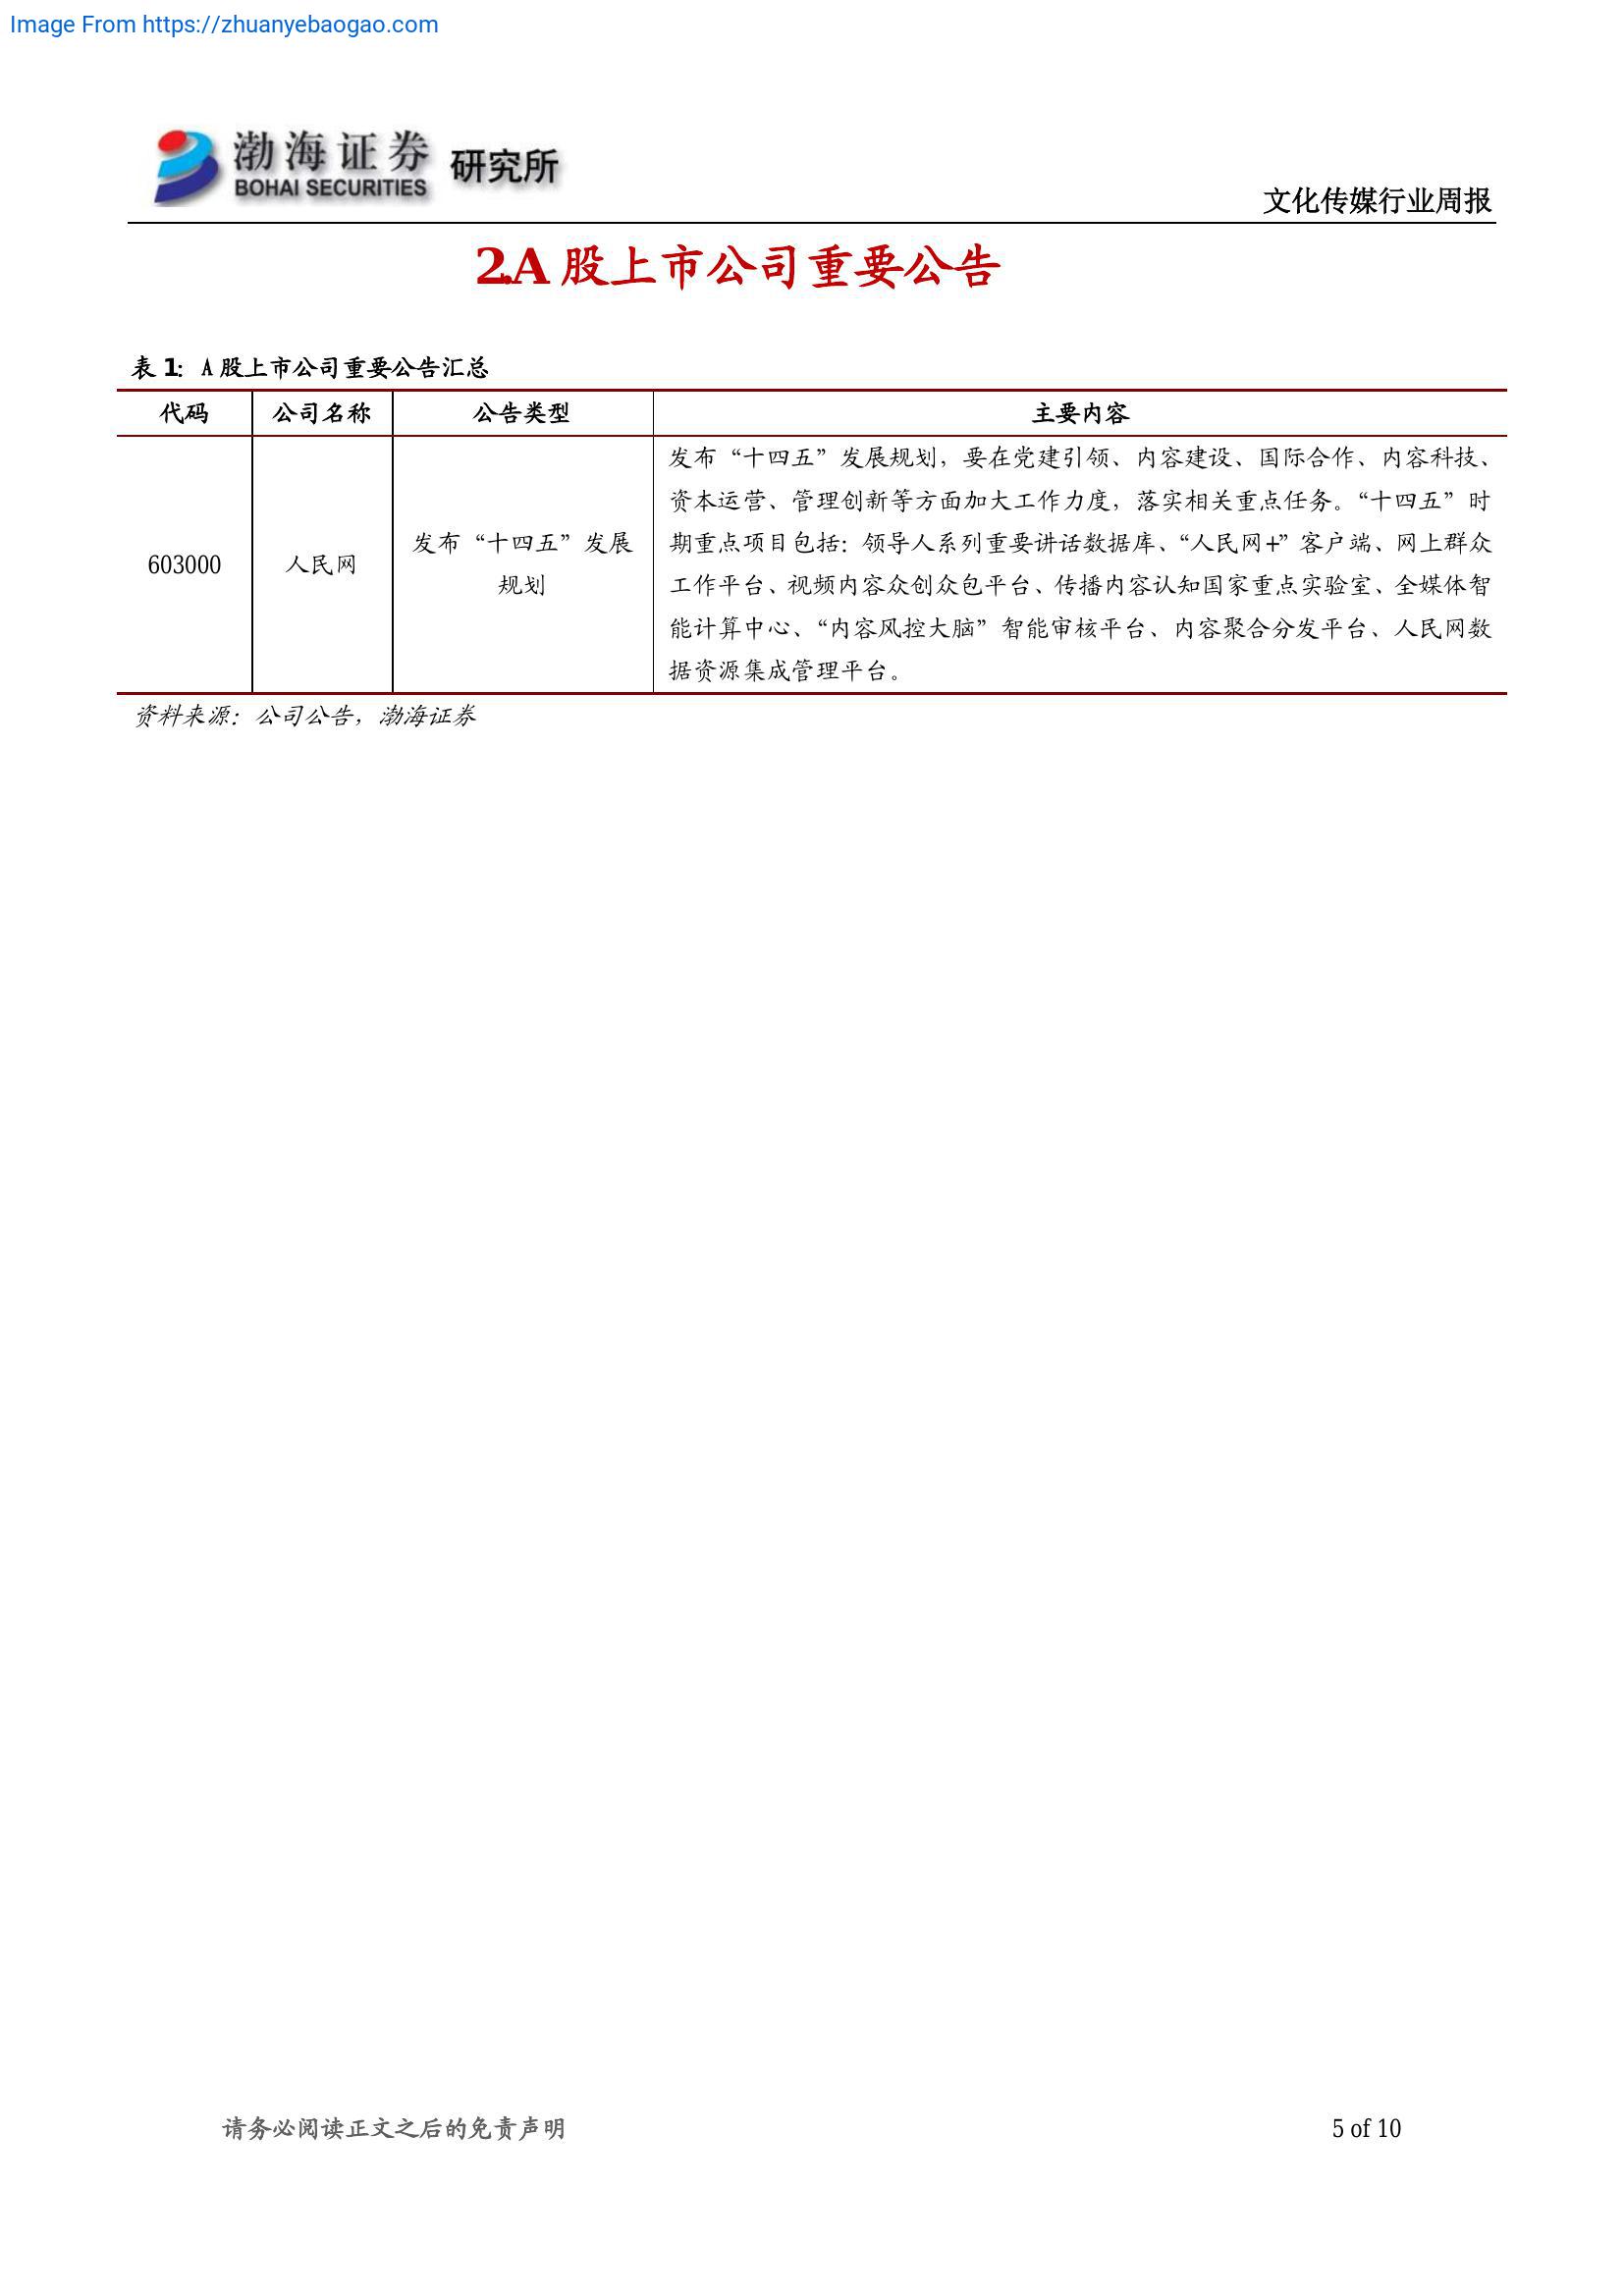 Image From https://zhuanyebaogao.com
渤海证券 研究所
BOHAI SECURITIES
文化传媒行业周报
2.A 股上市公司重要公告
表 1: A 股上市公司重要公告汇总
代码 公司名称 公告类型 主要内容
603000 人民网 发布“十四五”发展
规划
发布“十四五”发展规划，要在党建引领、内容建设、国际合作、内容科技、
资本运营、管理创新等方面加大工作力度，落实相关重点任务。“十四五”时
期重点项目包括：领导人系列重要讲话数据库、“人民网+”客户端、网上群众
工作平台、视频内容众创众包平台、传播内容认知国家重点实验室、全媒体智
能计算中心、“内容风控大脑”智能审核平台、内容聚合分发平台、人民网数
据资源集成管理平台。
资料来源：公司公告，渤海证券
请务必阅读正文之后的免责声明 5 of 10